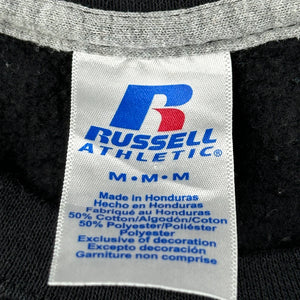 R
RUSSELL
ATHLETIC®
M • M • M
Made in Honduras
Hecho en Honduras
Fabriqué au Honduras
50% Cotton/Algodón/Coton
50% Polyester/Poliéster
Exclusive of decoration
Excepto decoración
Garniture non comprise